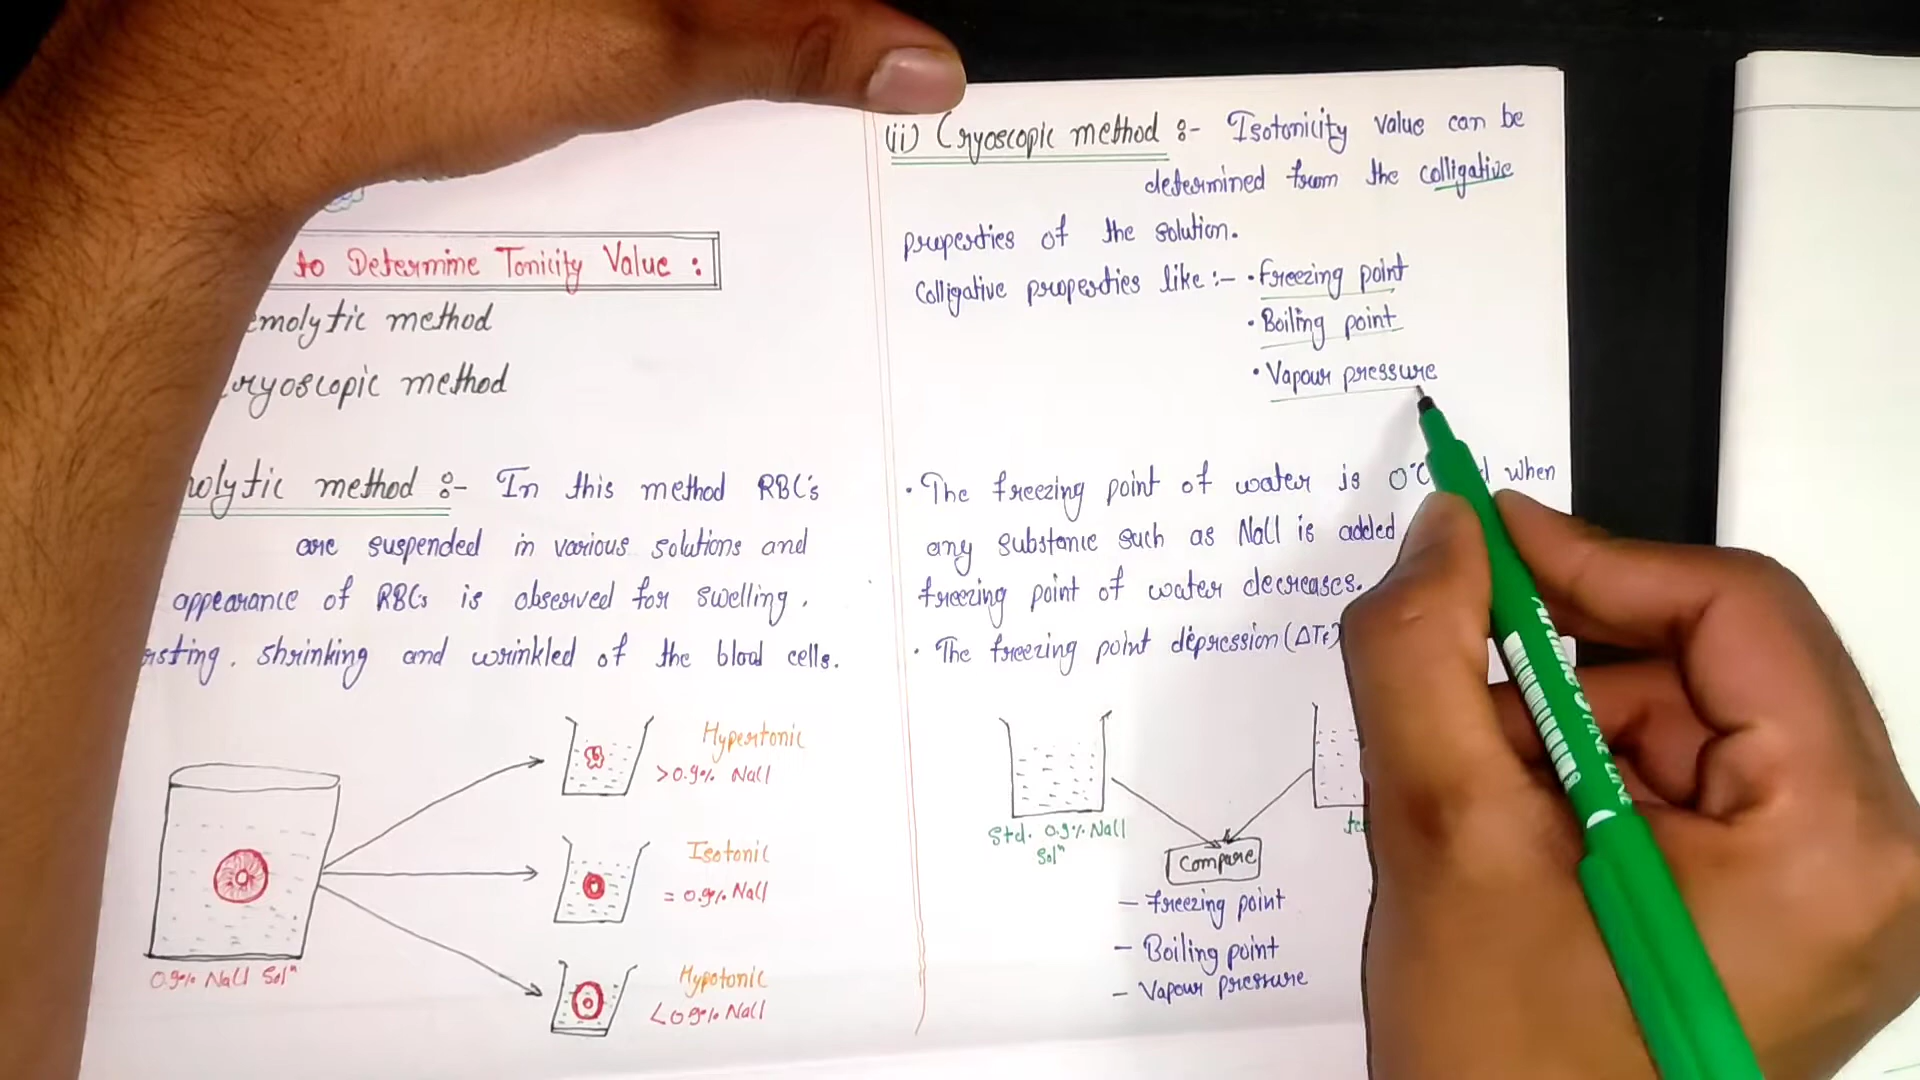 to Determine Tonicity Value :
emolytic method
ryoscopic method
olytic method :- In this method RBC's
are suspended in various solutions and
appearance of RBCs is observed for swelling,
rsting, shrinking and wrinkled of the blood cells.
0.9% NaCl Solⁿ
Hypertonic
>0.9% NaCl
Isotonic
= 0.9% NaCl
Hypotonic
<0.9% NaCl
(ii) Cryoscopic method :- Isotonicity value can be
determined from the colligative
properties of the solution.
Colligative properties like :- • Freezing point
• Boiling point
• Vapour pressure
• The freezing point of water is 0°C when
any substance such as NaCl is added
freezing point of water decreases.
• The freezing point depression (ΔTf)
Std. 0.9% NaCl
Solⁿ
Compare
– Freezing point
– Boiling point
– Vapour pressure